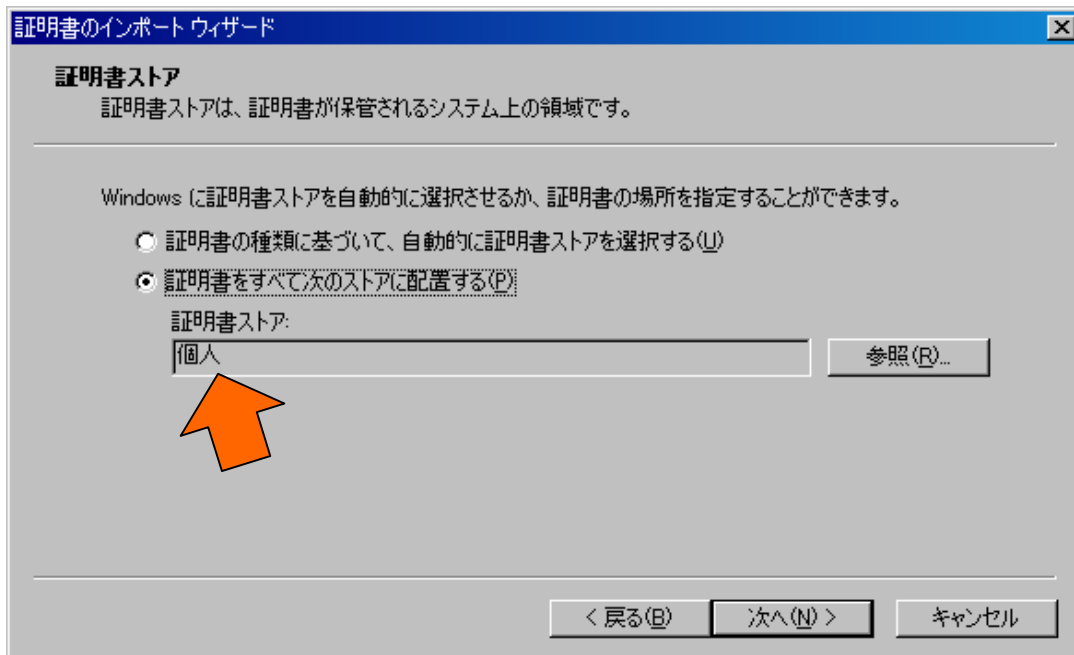 証明書のインポート ウィザード
証明書ストア
証明書ストアは、証明書が保管されるシステム上の領域です。
Windows に証明書ストアを自動的に選択させるか、証明書の場所を指定することができます。
証明書の種類に基づいて、自動的に証明書ストアを選択する(U)
証明書をすべて次のストアに配置する(P)
証明書ストア:
個人
参照(R)...
< 戻る(B)
次へ(N) >
キャンセル